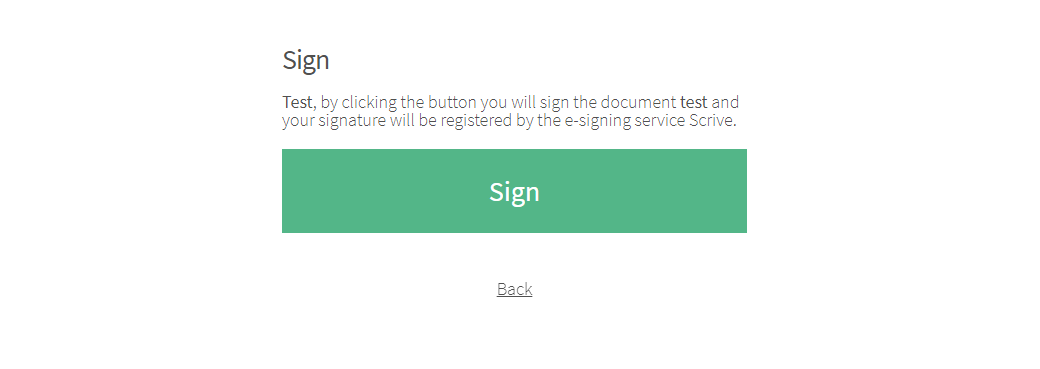 Sign
Test, by clicking the button you will sign the document test and
your signature will be registered by the e-signing service Scrive.
Sign
Back